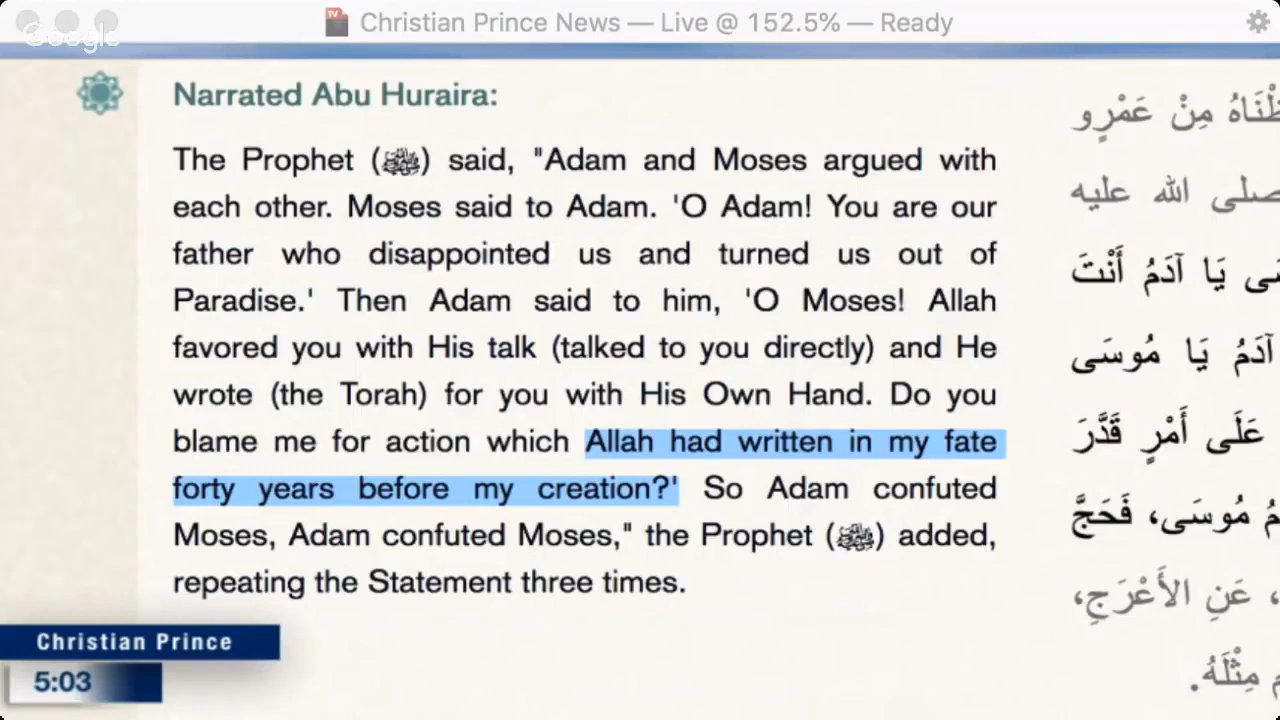 Google
Christian Prince News — Live @ 152.5% — Ready
Narrated Abu Huraira:
The Prophet (ﷺ) said, "Adam and Moses argued with
each other. Moses said to Adam. 'O Adam! You are our
father who disappointed us and turned us out of
Paradise.' Then Adam said to him, 'O Moses! Allah
favored you with His talk (talked to you directly) and He
wrote (the Torah) for you with His Own Hand. Do you
blame me for action which Allah had written in my fate
forty years before my creation?' So Adam confuted
Moses, Adam confuted Moses," the Prophet (ﷺ) added,
repeating the Statement three times.
مِنْ عَمْرٍو
صلى الله عليه
يَا آدَمُ أَنْتَ
آدَمُ يَا مُوسَى
عَلَى أَمْرٍ قَدَّرَ
مُوسَى، فَحَجَّ
عَنِ الأَعْرَجِ،
مِثْلَهُ.
Christian Prince
5:03